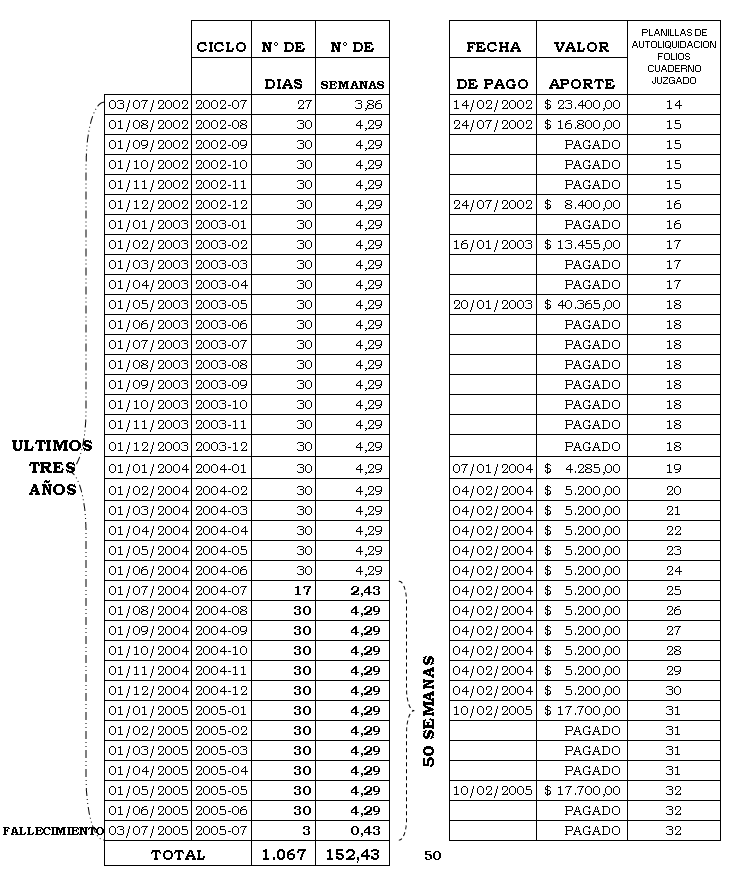 CICLO N° DE N° DE FECHA VALOR PLANILLAS DE AUTOLIQUIDACION FOLIOS CUADERNO JUZGADO
DIAS SEMANAS DE PAGO APORTE
03/07/2002 2002-07 27 3,86 14/02/2002 $ 23.400,00 14
01/08/2002 2002-08 30 4,29 24/07/2002 $ 16.800,00 15
01/09/2002 2002-09 30 4,29 PAGADO 15
01/10/2002 2002-10 30 4,29 PAGADO 15
01/11/2002 2002-11 30 4,29 PAGADO 15
01/12/2002 2002-12 30 4,29 24/07/2002 $ 8.400,00 16
01/01/2003 2003-01 30 4,29 PAGADO 16
01/02/2003 2003-02 30 4,29 16/01/2003 $ 13.455,00 17
01/03/2003 2003-03 30 4,29 PAGADO 17
01/04/2003 2003-04 30 4,29 PAGADO 17
01/05/2003 2003-05 30 4,29 20/01/2003 $ 40.365,00 18
01/06/2003 2003-06 30 4,29 PAGADO 18
01/07/2003 2003-07 30 4,29 PAGADO 18
01/08/2003 2003-08 30 4,29 PAGADO 18
01/09/2003 2003-09 30 4,29 PAGADO 18
01/10/2003 2003-10 30 4,29 PAGADO 18
01/11/2003 2003-11 30 4,29 PAGADO 18
ULTIMOS 01/12/2003 2003-12 30 4,29 PAGADO 18
TRES 01/01/2004 2004-01 30 4,29 07/01/2004 $ 4.285,00 19
AÑOS 01/02/2004 2004-02 30 4,29 04/02/2004 $ 5.200,00 20
01/03/2004 2004-03 30 4,29 04/02/2004 $ 5.200,00 21
01/04/2004 2004-04 30 4,29 04/02/2004 $ 5.200,00 22
01/05/2004 2004-05 30 4,29 04/02/2004 $ 5.200,00 23
01/06/2004 2004-06 30 4,29 04/02/2004 $ 5.200,00 24
01/07/2004 2004-07 17 2,43 04/02/2004 $ 5.200,00 25
01/08/2004 2004-08 30 4,29 04/02/2004 $ 5.200,00 26
01/09/2004 2004-09 30 4,29 04/02/2004 $ 5.200,00 27
01/10/2004 2004-10 30 4,29 04/02/2004 $ 5.200,00 28
01/11/2004 2004-11 30 4,29 04/02/2004 $ 5.200,00 29
01/12/2004 2004-12 30 4,29 04/02/2004 $ 5.200,00 30
01/01/2005 2005-01 30 4,29 50 SEMANAS 10/02/2005 $ 17.700,00 31
01/02/2005 2005-02 30 4,29 PAGADO 31
01/03/2005 2005-03 30 4,29 PAGADO 31
01/04/2005 2005-04 30 4,29 PAGADO 31
01/05/2005 2005-05 30 4,29 10/02/2005 $ 17.700,00 32
01/06/2005 2005-06 30 4,29 PAGADO 32
FALLECIMIENTO 03/07/2005 2005-07 3 0,43 PAGADO 32
TOTAL 1.067 152,43 50